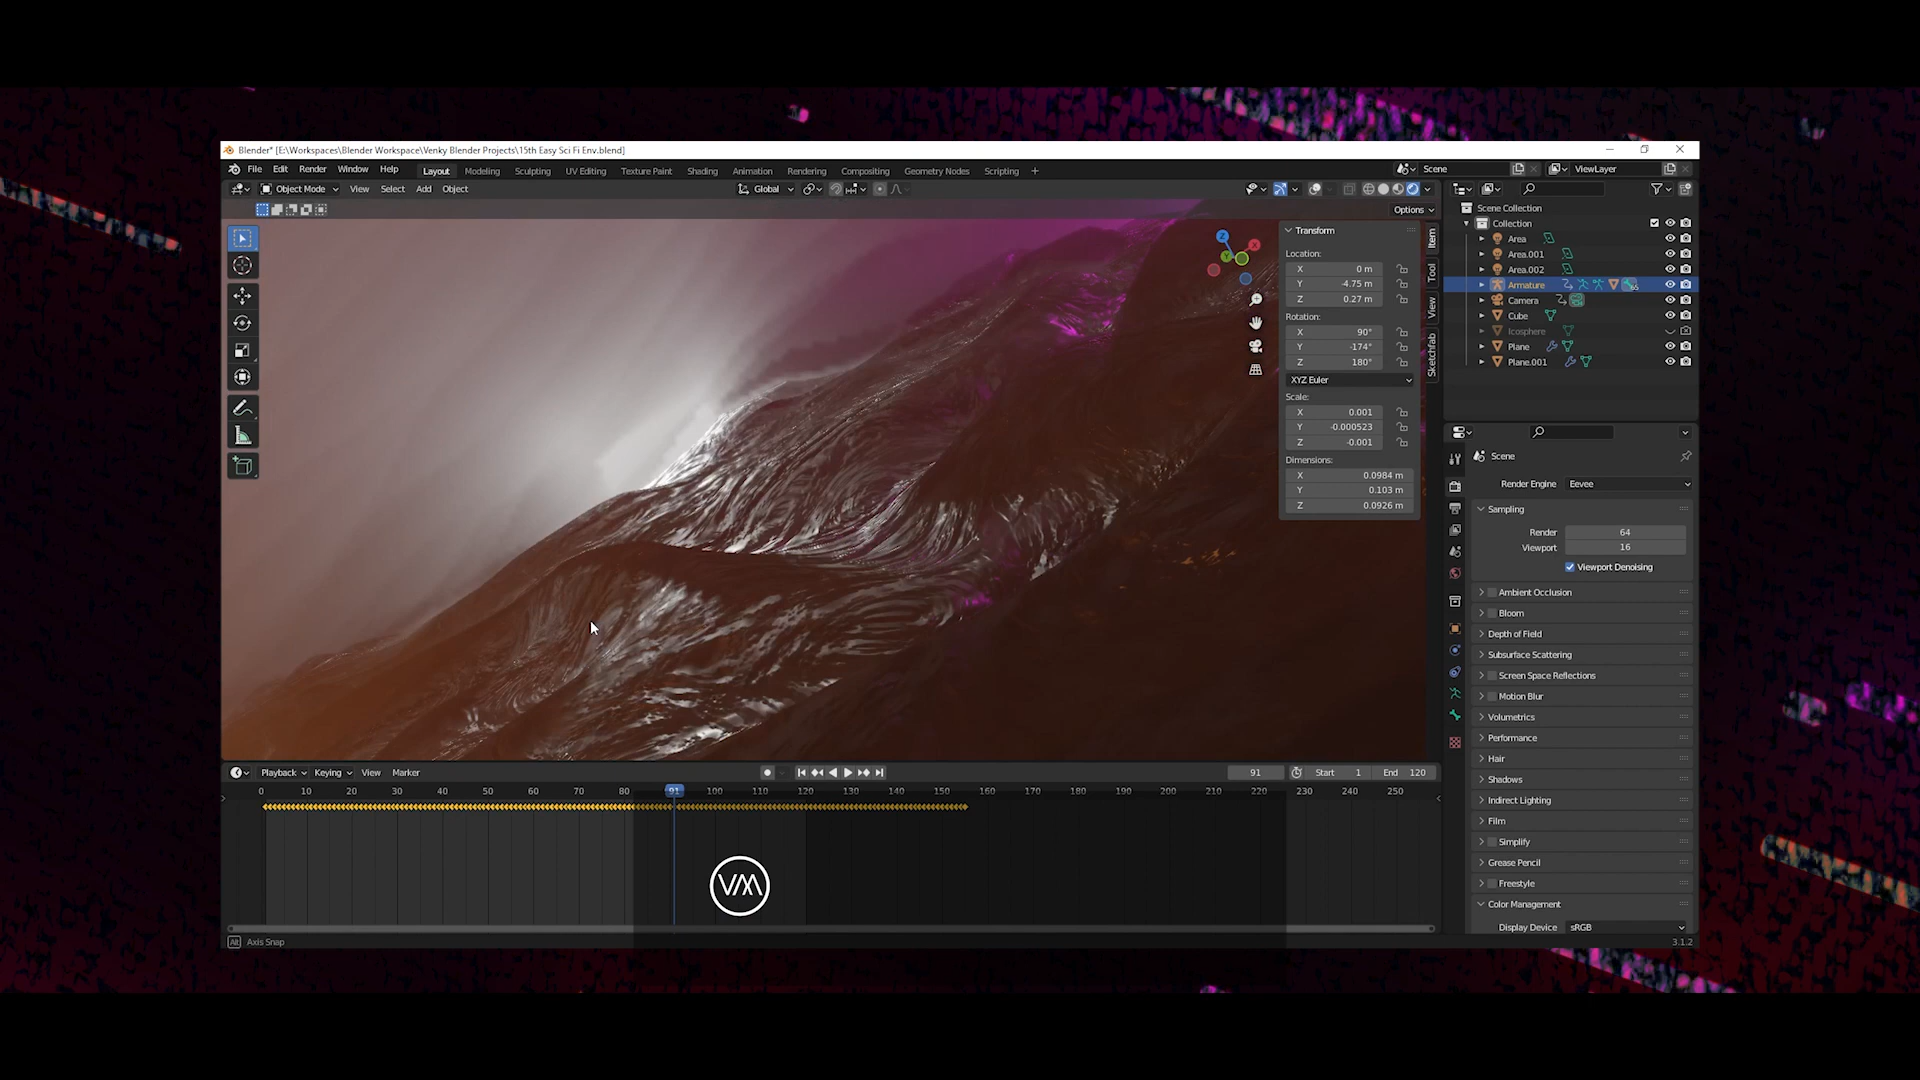 Blender* [E:\Workspaces\Blender Workspace\Venky Blender Projects\15th Easy Sci Fi Env.blend]
File Edit Render Window Help Layout Modeling Sculpting UV Editing Texture Paint Shading Animation Rendering Compositing Geometry Nodes Scripting + Scene ViewLayer
Object Mode View Select Add Object Global
Options
Transform
Location:
X 0 m
Y -4.75 m
Z 0.27 m
Rotation:
X 90°
Y -174°
Z 180°
XYZ Euler
Scale:
X 0.001
Y -0.000523
Z -0.001
Dimensions:
X 0.0984 m
Y 0.103 m
Z 0.0926 m
Item
Tool
View
Sketchfab
Z
X
Y
Scene Collection
Collection
Area
Area.001
Area.002
Armature
Camera
Cube
Icosphere
Plane
Plane.001
Scene
Render Engine Eevee
Sampling
Render 64
Viewport 16
Viewport Denoising
Ambient Occlusion
Bloom
Depth of Field
Subsurface Scattering
Screen Space Reflections
Motion Blur
Volumetrics
Performance
Hair
Shadows
Indirect Lighting
Film
Simplify
Grease Pencil
Freestyle
Color Management
Display Device sRGB
Playback Keying View Marker 91 Start 1 End 120
0 10 20 30 40 50 60 70 80 91 100 110 120 130 140 150 160 170 180 190 200 210 220 230 240 250
VM
Alt Axis Snap
3.1.2